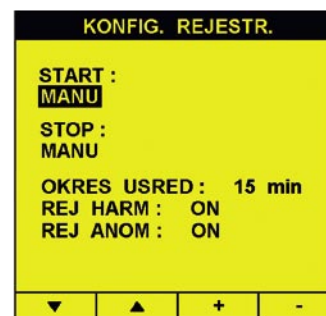 KONFIG. REJESTR.
START :
MANU
STOP :
MANU
OKRES USRED : 15 min
REJ HARM : ON
REJ ANOM : ON
▼ ▲ + -